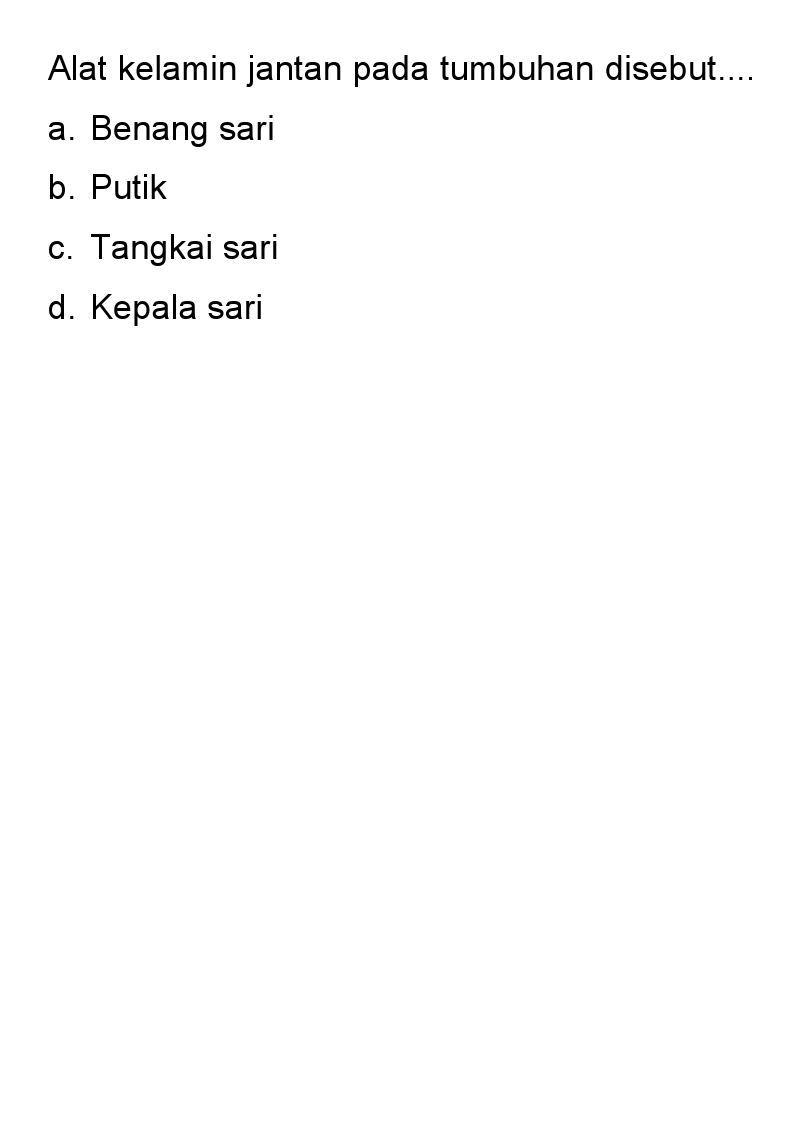 Alat kelamin jantan pada tumbuhan disebut....
a. Benang sari
b. Putik
c. Tangkai sari
d. Kepala sari